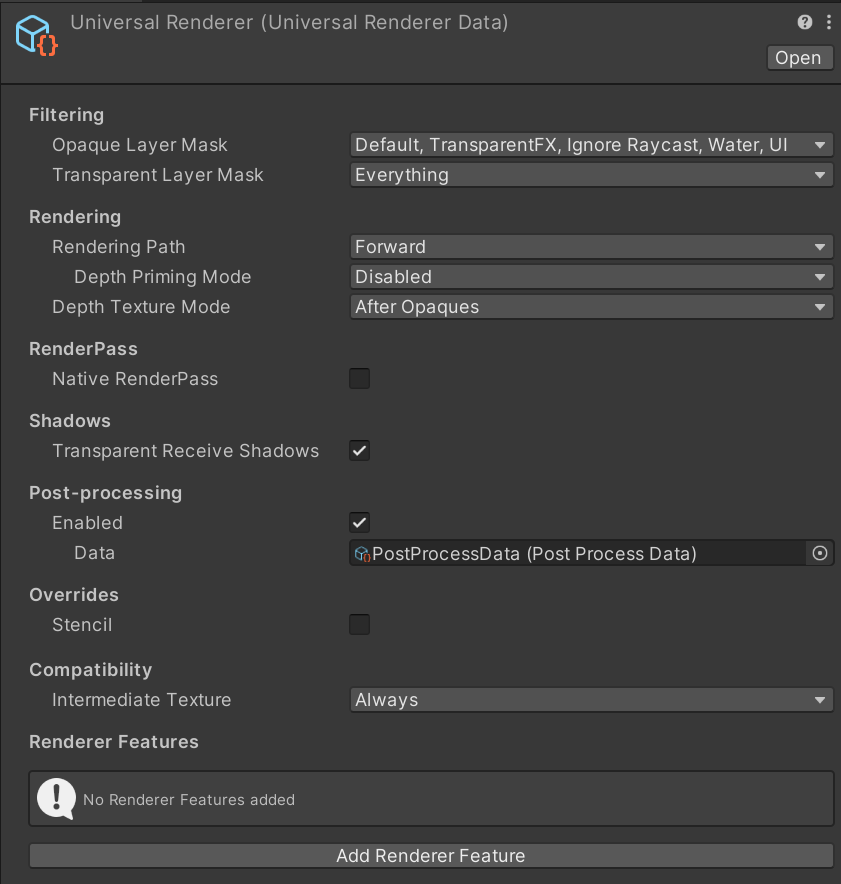 Universal Renderer (Universal Renderer Data)
Open
Filtering
Opaque Layer Mask Default, TransparentFX, Ignore Raycast, Water, UI
Transparent Layer Mask Everything
Rendering
Rendering Path Forward
Depth Priming Mode Disabled
Depth Texture Mode After Opaques
RenderPass
Native RenderPass
Shadows
Transparent Receive Shadows
Post-processing
Enabled
Data PostProcessData (Post Process Data)
Overrides
Stencil
Compatibility
Intermediate Texture Always
Renderer Features
No Renderer Features added
Add Renderer Feature